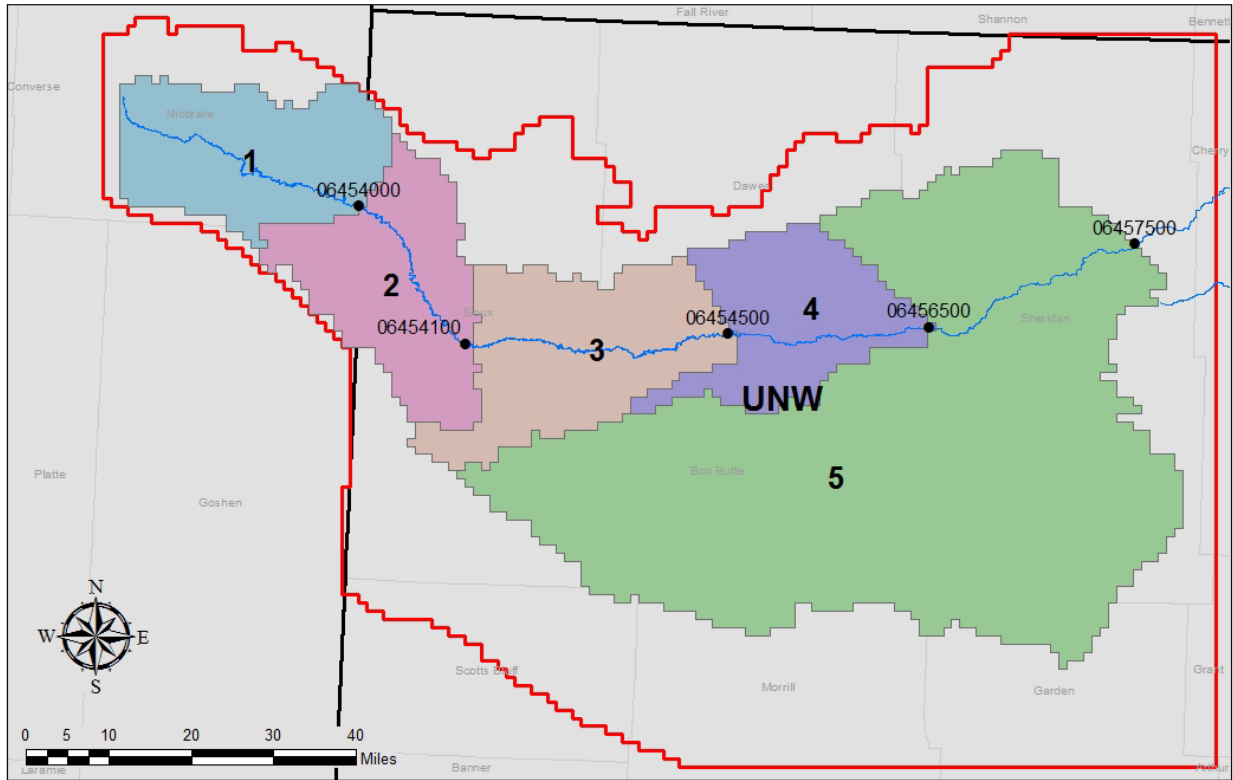 Fall River
Shannon
Bennett
Converse
Niobrara
1
Cherry
06454000
Dawes
06457500
2
4
Sioux
06454100
06454500
06456500
Sheridan
3
UNW
Platte
Box Butte
5
Goshen
N
W
E
S
Scotts Bluff
Morrill
Garden
Grant
0 5 10 20 30 40
Miles
Laramie
Banner
Arthur